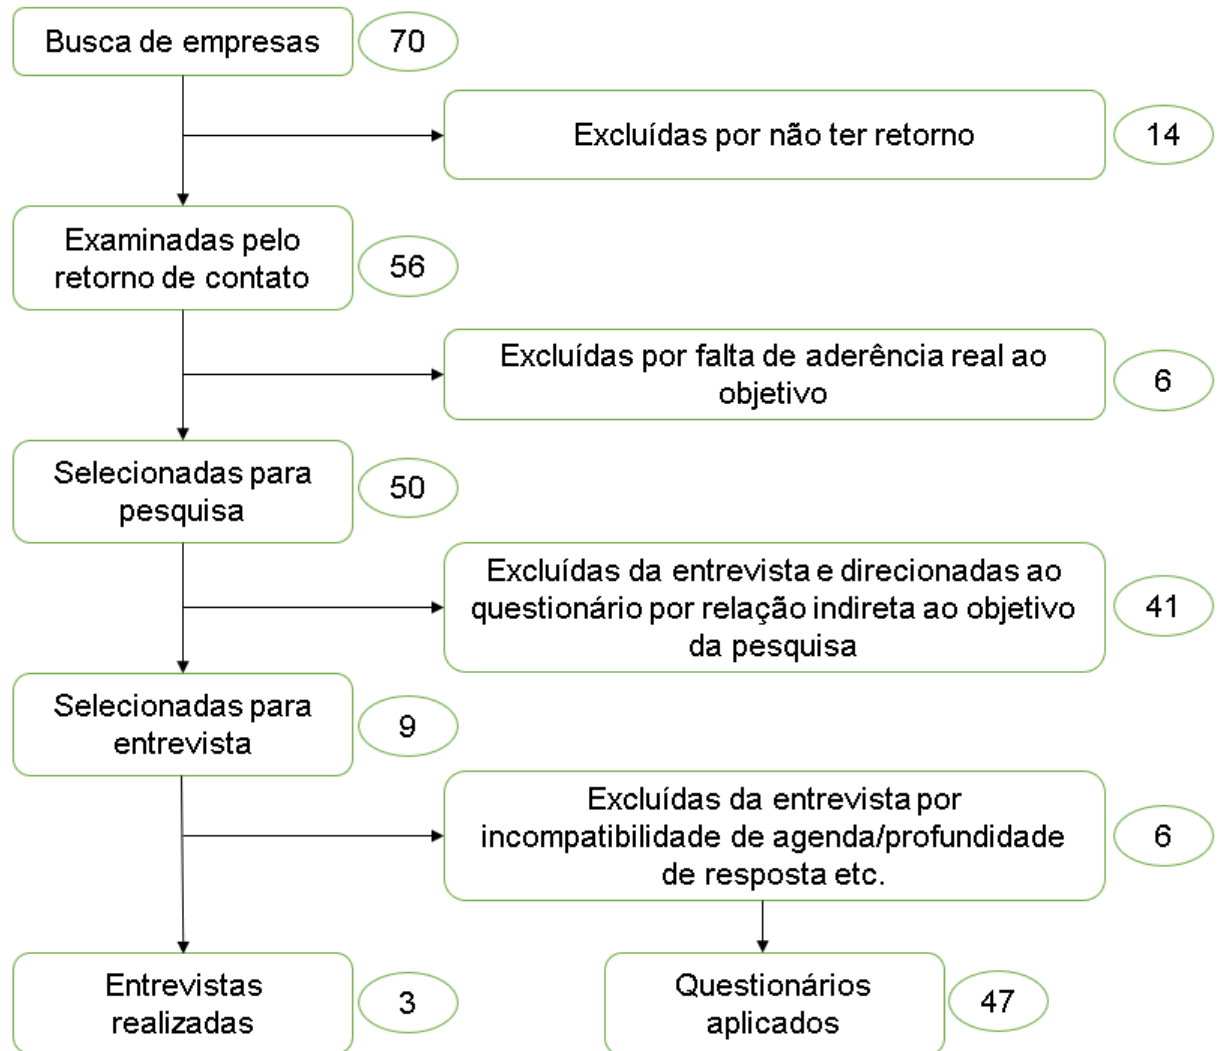 Busca de empresas
70
Excluídas por não ter retorno
14
Examinadas pelo
retorno de contato
56
Excluídas por falta de aderência real ao
objetivo
6
Selecionadas para
pesquisa
50
Excluídas da entrevista e direcionadas ao
questionário por relação indireta ao objetivo
da pesquisa
41
Selecionadas para
entrevista
9
Excluídas da entrevista por
incompatibilidade de agenda/profundidade
de resposta etc.
6
Entrevistas
realizadas
3
Questionários
aplicados
47